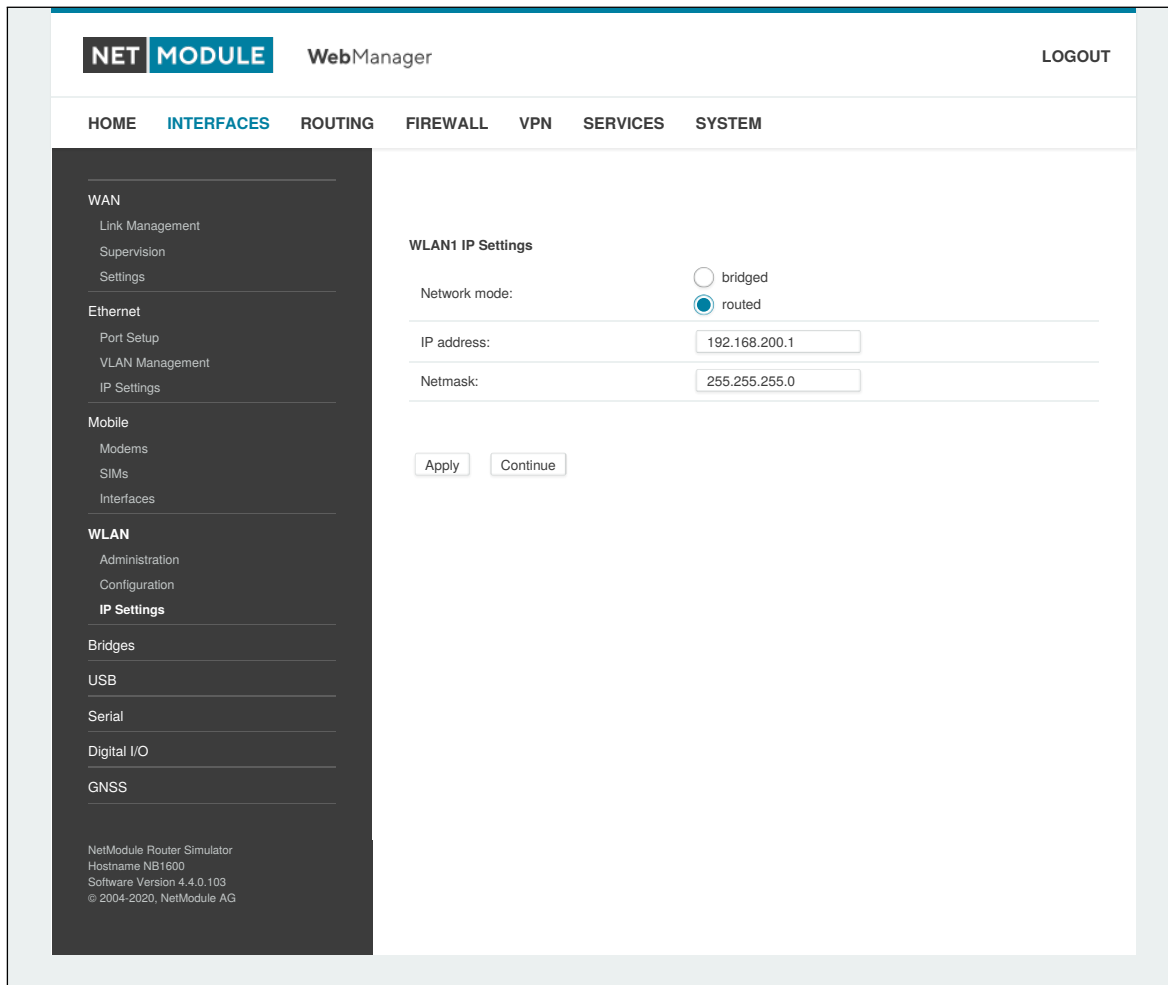 NET MODULE WebManager LOGOUT
HOME INTERFACES ROUTING FIREWALL VPN SERVICES SYSTEM
WAN
Link Management
Supervision
Settings
Ethernet
Port Setup
VLAN Management
IP Settings
Mobile
Modems
SIMs
Interfaces
WLAN
Administration
Configuration
IP Settings
Bridges
USB
Serial
Digital I/O
GNSS
NetModule Router Simulator
Hostname NB1600
Software Version 4.4.0.103
© 2004-2020, NetModule AG
WLAN1 IP Settings
Network mode:
bridged
routed
IP address: 192.168.200.1
Netmask: 255.255.255.0
Apply Continue